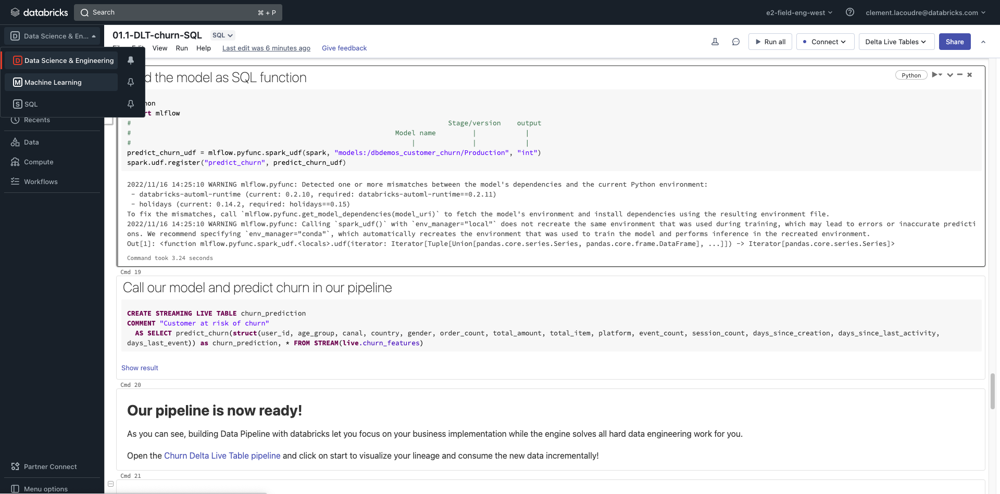 databricks
Search
⌘ + P
e2-field-eng-west
clement.lacoudre@databricks.com
D Data Science & En...
D Data Science & Engineering
M Machine Learning
S SQL
Recents
Data
Compute
Workflows
Partner Connect
Menu options
01.1-DLT-churn-SQL
SQL
View Run Help Last edit was 6 minutes ago Give feedback
Run all
Connect
Delta Live Tables
Share
d the model as SQL function
Python
hon
rt mlflow
# Stage/version output
# Model name | |
# | | |
predict_churn_udf = mlflow.pyfunc.spark_udf(spark, "models:/dbdemos_customer_churn/Production", "int")
spark.udf.register("predict_churn", predict_churn_udf)
2022/11/16 14:25:10 WARNING mlflow.pyfunc: Detected one or more mismatches between the model's dependencies and the current Python environment:
- databricks-automl-runtime (current: 0.2.10, required: databricks-automl-runtime==0.2.11)
- holidays (current: 0.14.2, required: holidays==0.15)
To fix the mismatches, call `mlflow.pyfunc.get_model_dependencies(model_uri)` to fetch the model's environment and install dependencies using the resulting environment file.
2022/11/16 14:25:10 WARNING mlflow.pyfunc: Calling `spark_udf()` with `env_manager="local"` does not recreate the same environment that was used during training, which may lead to errors or inaccurate predicti
ons. We recommend specifying `env_manager="conda"`, which automatically recreates the environment that was used to train the model and performs inference in the recreated environment.
Out[1]: <function mlflow.pyfunc.spark_udf.<locals>.udf(iterator: Iterator[Tuple[Union[pandas.core.series.Series, pandas.core.frame.DataFrame], ...]]) -> Iterator[pandas.core.series.Series]>
Command took 3.24 seconds
Cmd 19
Call our model and predict churn in our pipeline
CREATE STREAMING LIVE TABLE churn_prediction
COMMENT "Customer at risk of churn"
AS SELECT predict_churn(struct(user_id, age_group, canal, country, gender, order_count, total_amount, total_item, platform, event_count, session_count, days_since_creation, days_since_last_activity,
days_last_event)) as churn_prediction, * FROM STREAM(live.churn_features)
Show result
Cmd 20
Our pipeline is now ready!
As you can see, building Data Pipeline with databricks let you focus on your business implementation while the engine solves all hard data engineering work for you.
Open the Churn Delta Live Table pipeline and click on start to visualize your lineage and consume the new data incrementally!
Cmd 21